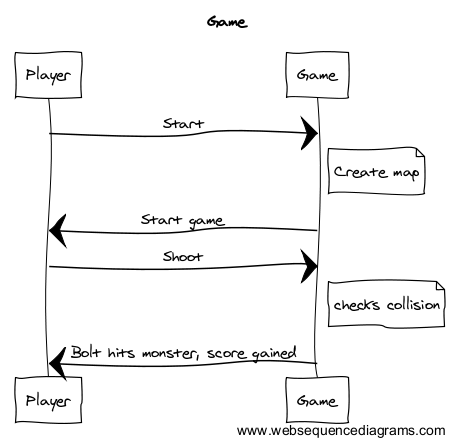 Game
Player
Game
Start
Create map
Start game
Shoot
checks collision
Bolt hits monster, score gained
Player
Game
www.websequencediagrams.com